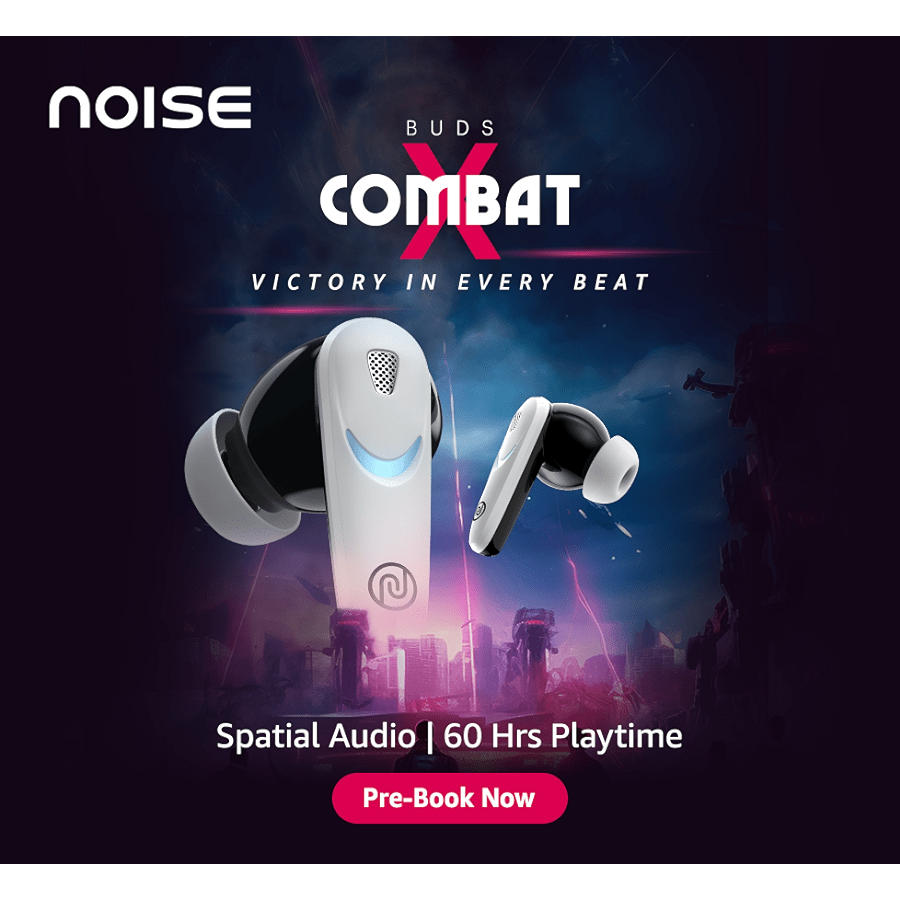 NOISE
BUDS
X
COMBAT
VICTORY IN EVERY BEAT
Spatial Audio | 60 Hrs Playtime
Pre-Book Now